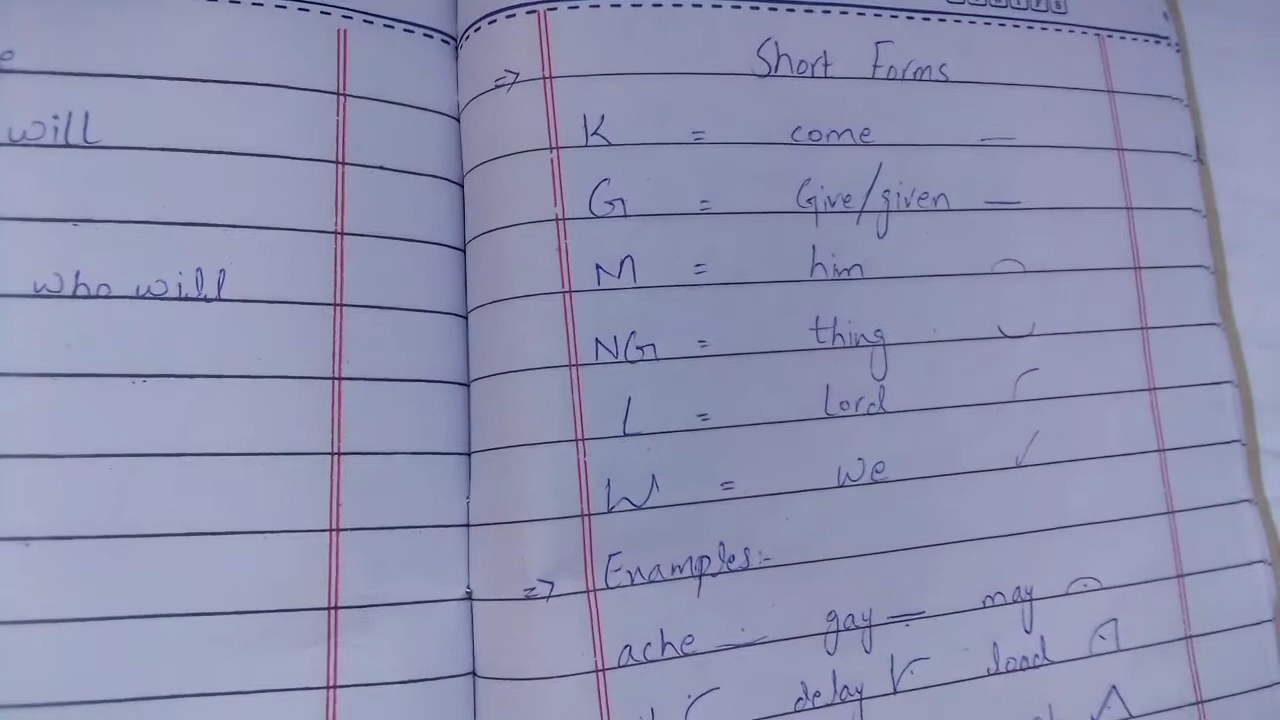 will
who will
=> Short Forms
K = come —
G = Give/given —
M = him
NG = thing
L = Lord
W = we
=> Examples:-
ache gay may
delay load